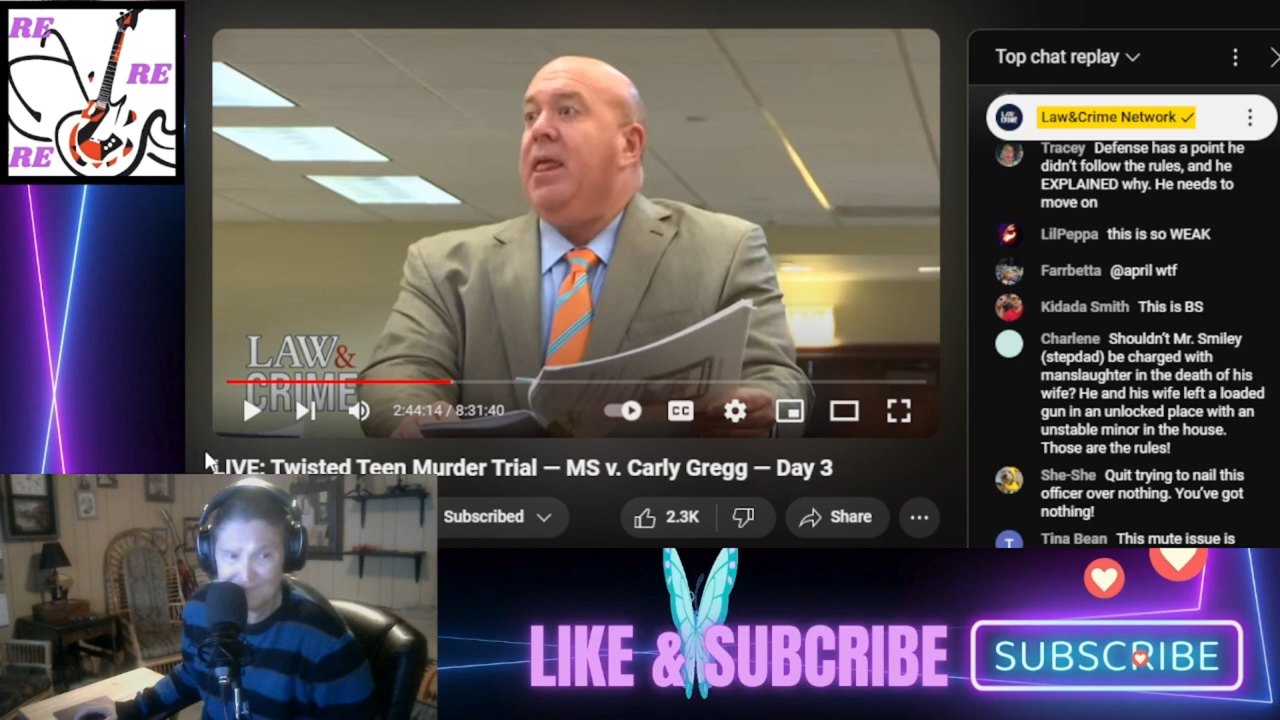 RE
RE
RE
LAW&
CRIME
2:44:14 / 8:31:40
CC
LIVE: Twisted Teen Murder Trial — MS v. Carly Gregg — Day 3
Subscribed
2.3K
Share
Top chat replay
LAW&
CRIME
Law&Crime Network
Tracey Defense has a point he
didn't follow the rules, and he
EXPLAINED why. He needs to
move on
LilPeppa this is so WEAK
Farrbetta @april wtf
Kidada Smith This is BS
Charlene Shouldn't Mr. Smiley
(stepdad) be charged with
manslaughter in the death of his
wife? He and his wife left a loaded
gun in an unlocked place with an
unstable minor in the house.
Those are the rules!
She-She Quit trying to nail this
officer over nothing. You've got
nothing!
T
Tina Bean This mute issue is
LIKE & SUBCRIBE
SUBSCRIBE